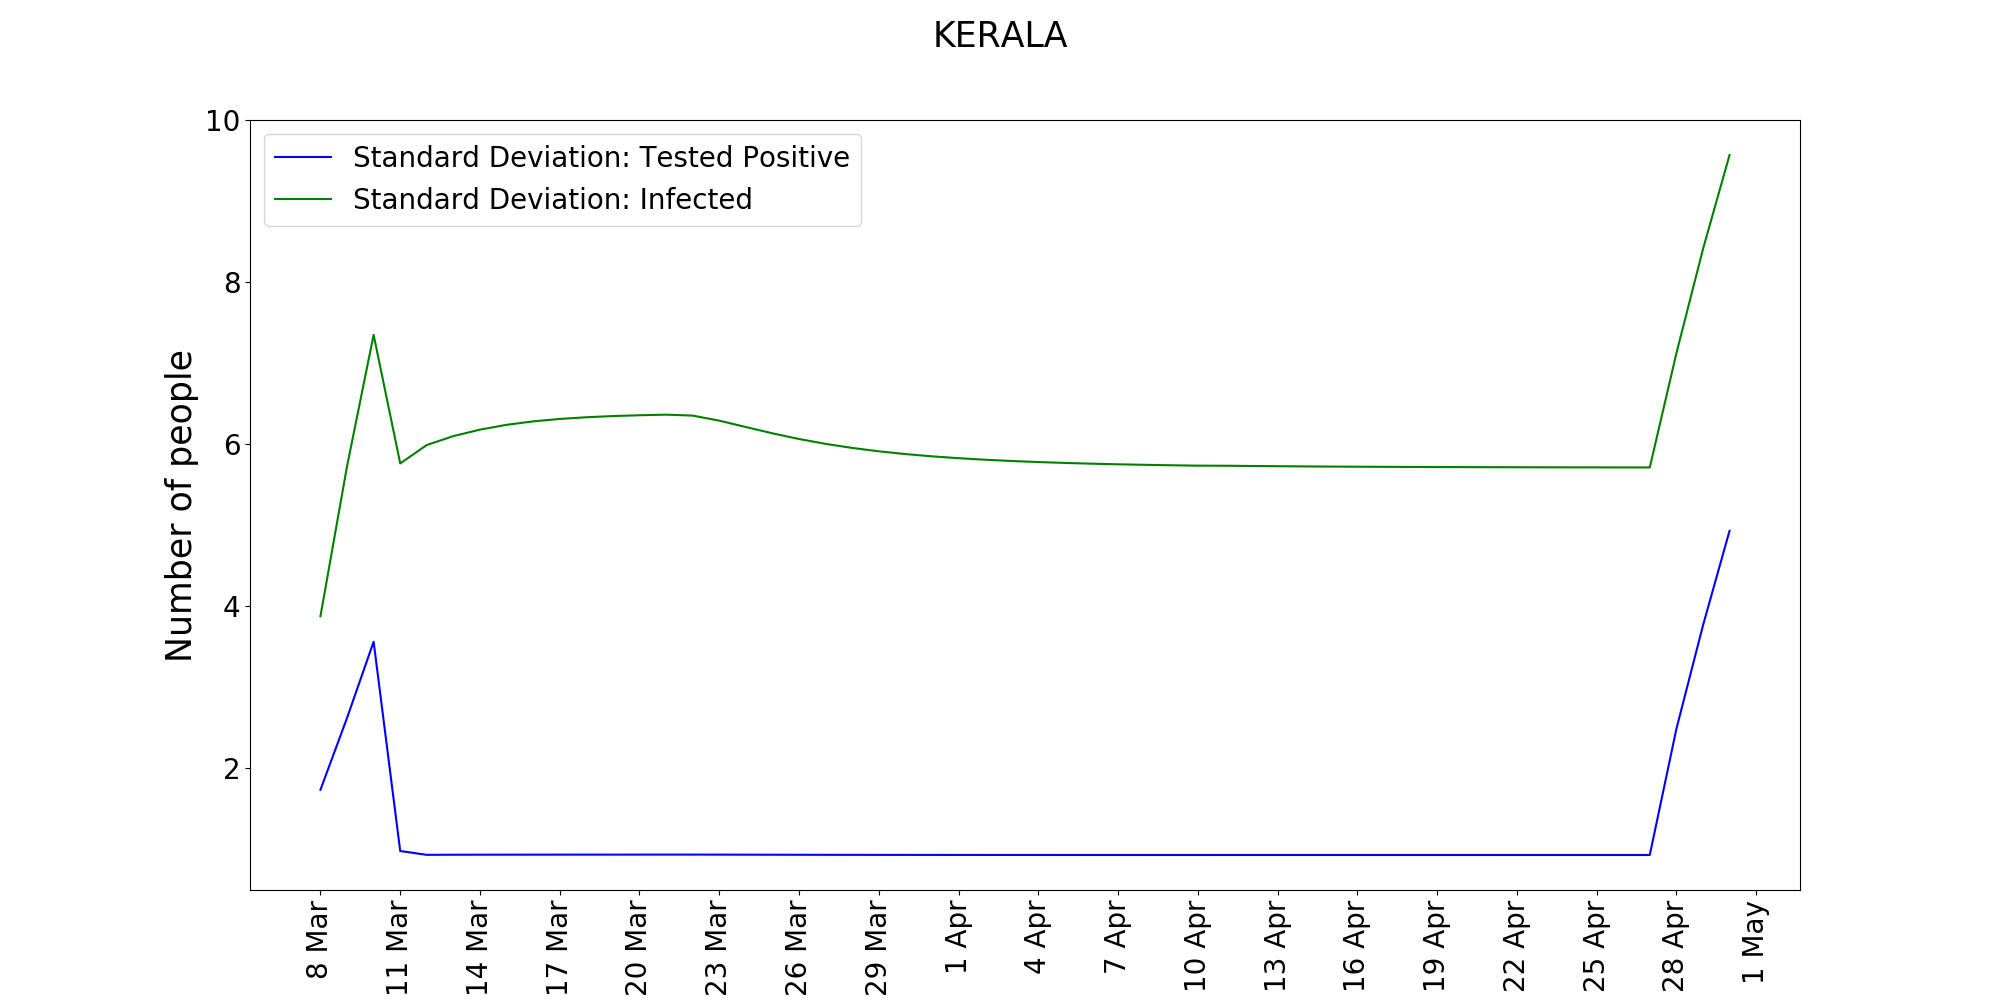 KERALA
10
8
6
4
2
Number of people
Standard Deviation: Tested Positive
Standard Deviation: Infected
8 Mar
11 Mar
14 Mar
17 Mar
20 Mar
23 Mar
26 Mar
29 Mar
1 Apr
4 Apr
7 Apr
10 Apr
13 Apr
16 Apr
19 Apr
22 Apr
25 Apr
28 Apr
1 May